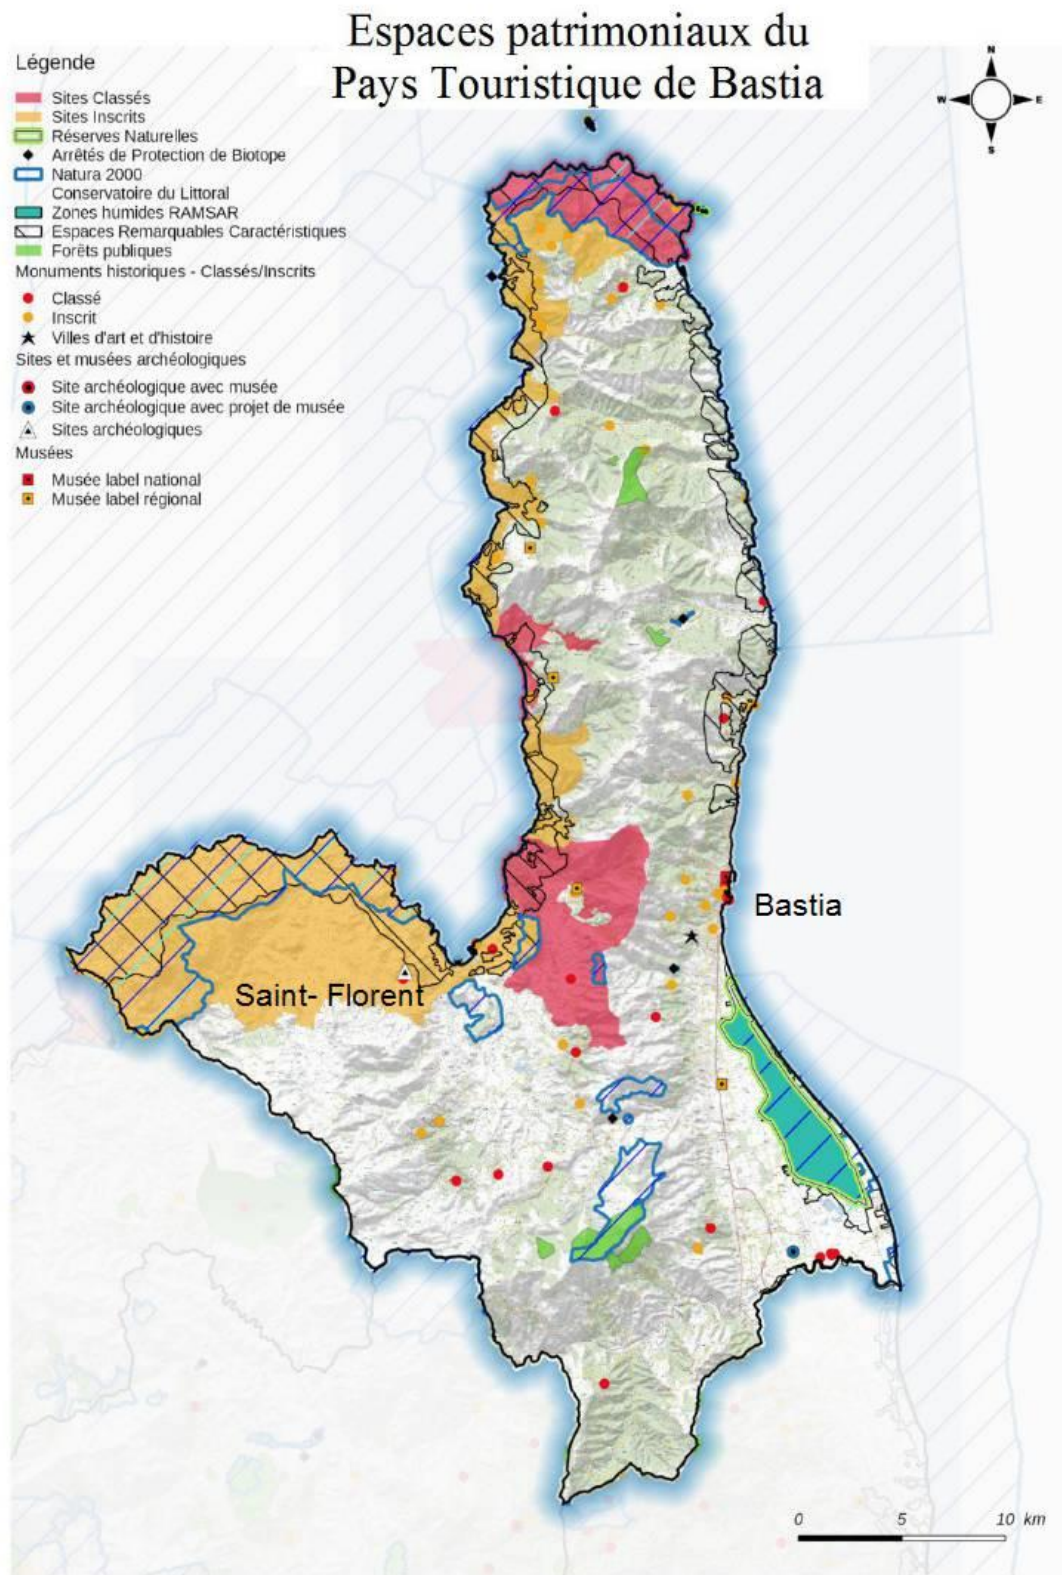 Espaces patrimoniaux du
Pays Touristique de Bastia
Légende
Sites Classés
Sites Inscrits
Réserves Naturelles
Arrêtés de Protection de Biotope
Natura 2000
Conservatoire du Littoral
Zones humides RAMSAR
Espaces Remarquables Caractéristiques
Forêts publiques
Monuments historiques - Classés/Inscrits
Classé
Inscrit
Villes d'art et d'histoire
Sites et musées archéologiques
Site archéologique avec musée
Site archéologique avec projet de musée
Sites archéologiques
Musées
Musée label national
Musée label régional
N
W
E
S
Bastia
Saint- Florent
0 5 10 km